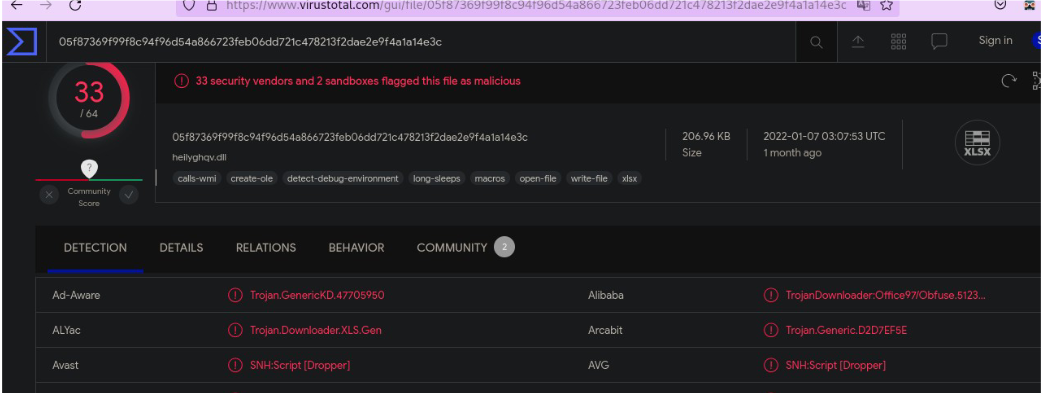 https://www.virustotal.com/gui/file/05f87369f99f8c94f96d54a866723feb06dd721c478213f2dae2e9f4a1a14e3c
05f87369f99f8c94f96d54a866723feb06dd721c478213f2dae2e9f4a1a14e3c
Sign in
33
/ 64
33 security vendors and 2 sandboxes flagged this file as malicious
05f87369f99f8c94f96d54a866723feb06dd721c478213f2dae2e9f4a1a14e3c
hellyghqv.dll
206.96 KB
Size
2022-01-07 03:07:53 UTC
1 month ago
XLSX
calls-wmi create-ole detect-debug-environment long-sleeps macros open-file write-file xlsx
?
Community
Score
DETECTION DETAILS RELATIONS BEHAVIOR COMMUNITY 2
Ad-Aware Trojan.GenericKD.47705950 Alibaba TrojanDownloader:Office97/Obfuse.5123...
ALYac Trojan.Downloader.XLS.Gen Arcabit Trojan.Generic.D2D7EF5E
Avast SNH:Script [Dropper] AVG SNH:Script [Dropper]